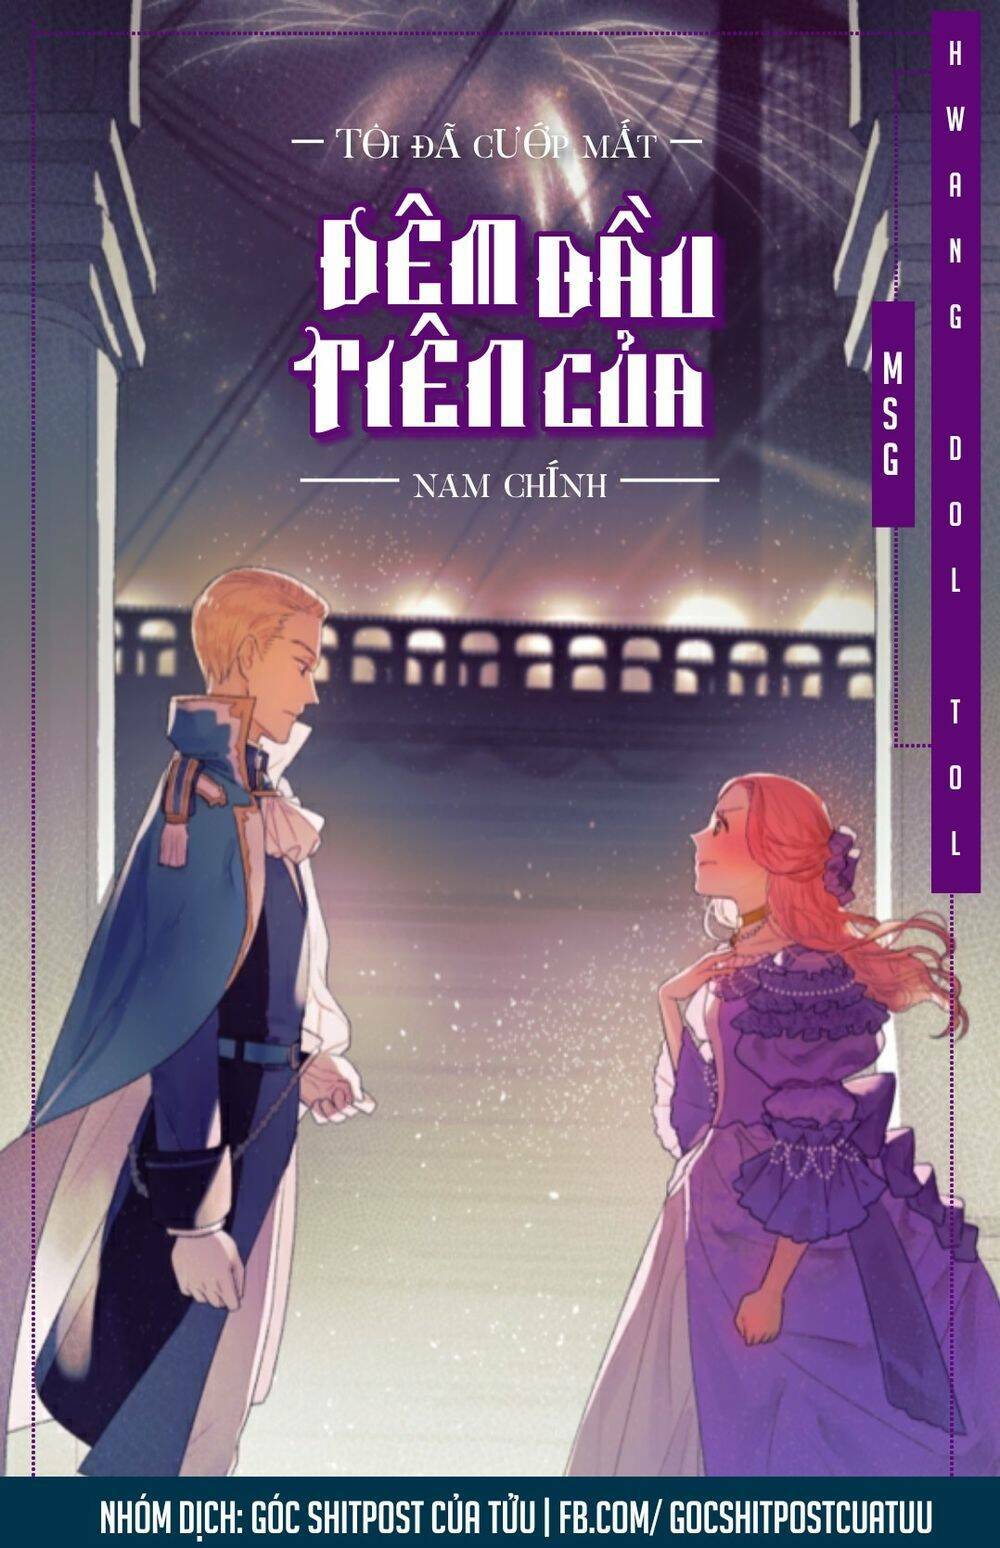 TÔI ĐÃ CƯỚP MẤT
ĐÊM ĐẦU
TIÊN CỦA
NAM CHÍNH
MSG
HWANG DOL TOL
NHÓM DỊCH: GÓC SHITPOST CỦA TỬU | FB.COM/ GOCSHITPOSTCUATUU